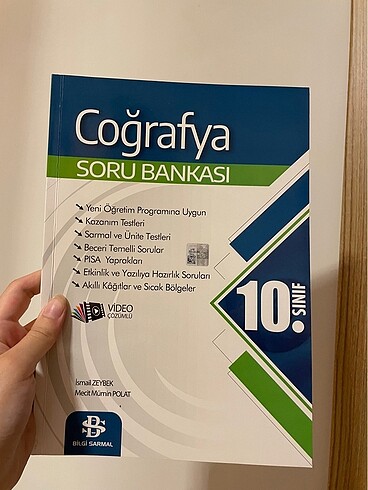 Coğrafya
SORU BANKASI
Yeni Öğretim Programına Uygun
Kazanım Testleri
Sarmal ve Ünite Testleri
Beceri Temelli Sorular
PISA Yaprakları
Etkinlik ve Yazılıya Hazırlık Soruları
Akıllı Kâğıtlar ve Sıcak Bölgeler
VİDEO
ÇÖZÜMLÜ
10. SINIF
İsmail ZEYBEK
Mecit Mümin POLAT
BİLGİ SARMAL